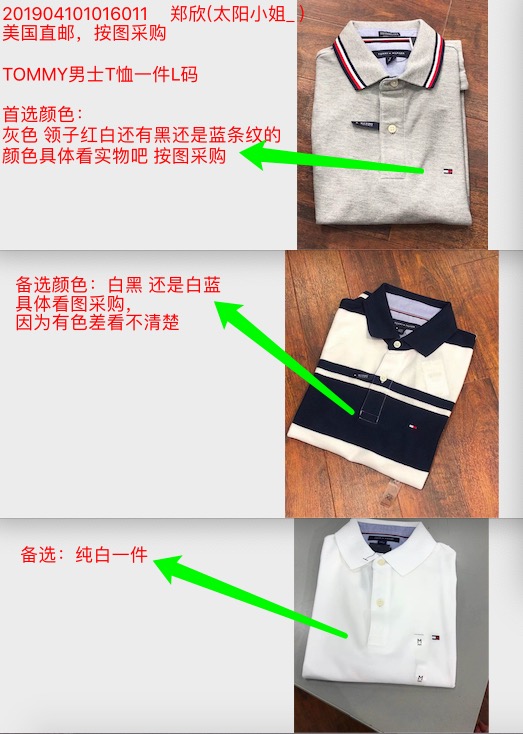 201904101016011 郑欣(太阳小姐_ )
美国直邮，按图采购
TOMMY男士T恤一件L码
首选颜色：
灰色 领子红白还有黑还是蓝条纹的
颜色具体看实物吧 按图采购
备选颜色：白黑 还是白蓝
具体看图采购，
因为有色差看不清楚
备选：纯白一件
TOMMY HILFIGER
M
M